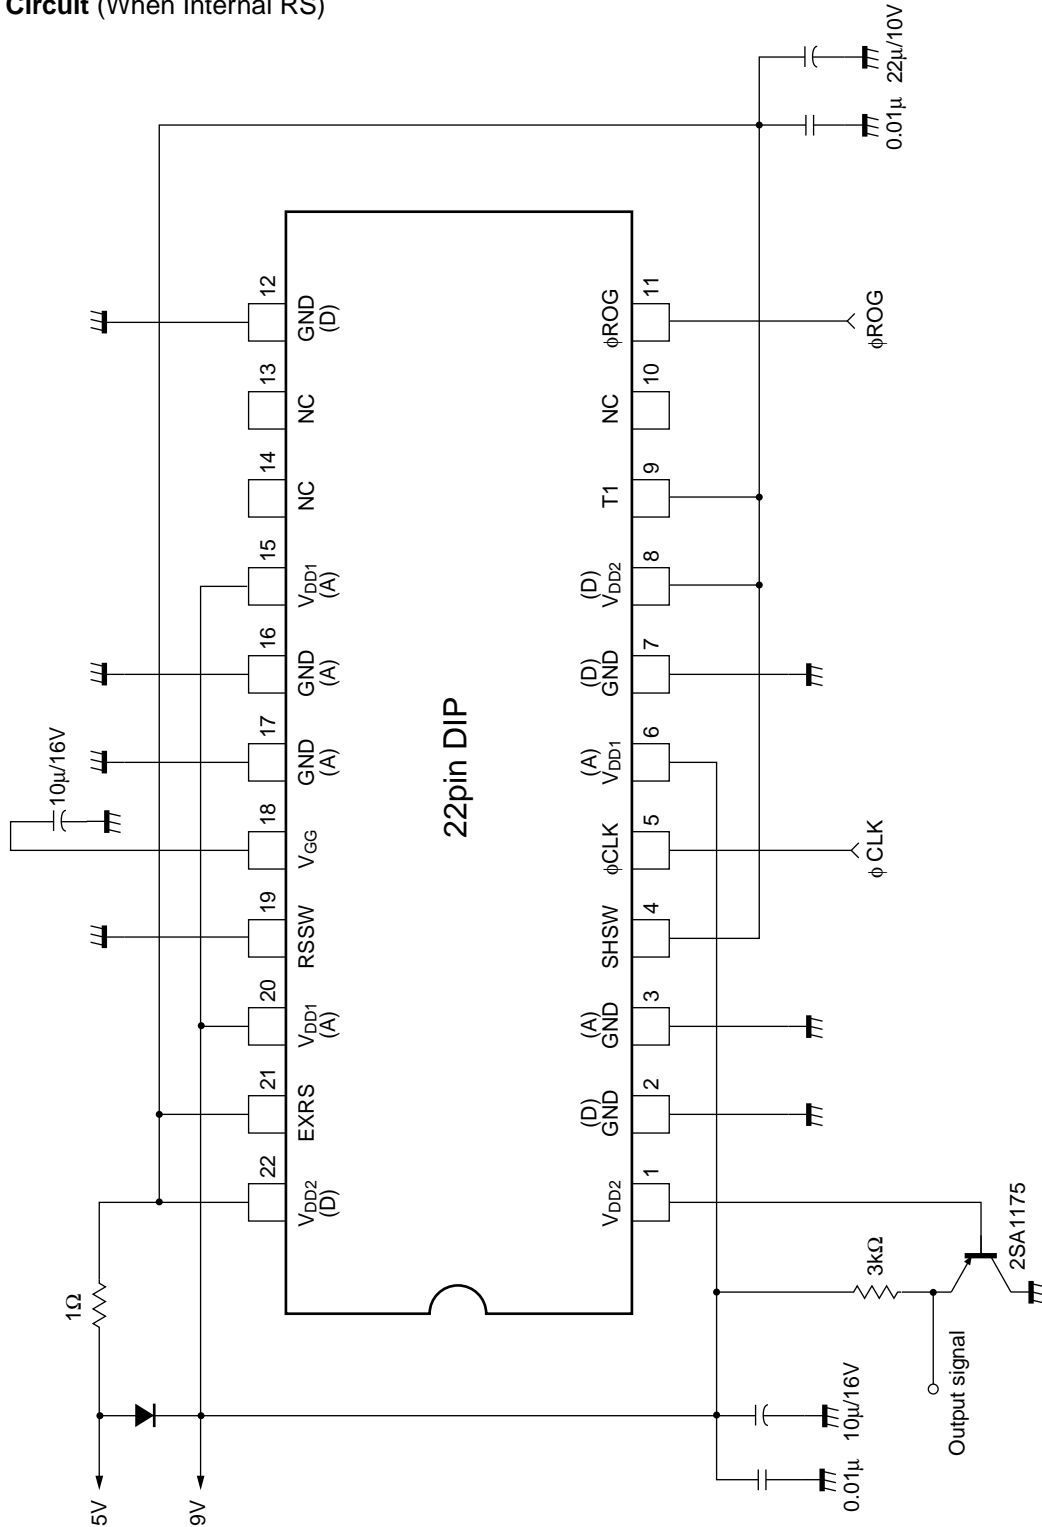 Circuit (When Internal RS)
22µ/10V
0.01µ
12
GND
(D)
13
NC
14
NC
15
VDD1
(A)
16
GND
(A)
17
GND
(A)
18
VGG
10µ/16V
19
RSSW
20
VDD1
(A)
21
EXRS
22
VDD2
(D)
22pin DIP
11
φROG
φROG
10
NC
9
T1
8
(D)
VDD2
7
(D)
GND
6
(A)
VDD1
5
φCLK
φ CLK
4
SHSW
3
(A)
GND
2
(D)
GND
1
VDD2
1Ω
5V
9V
3kΩ
2SA1175
Output signal
10µ/16V
0.01µ